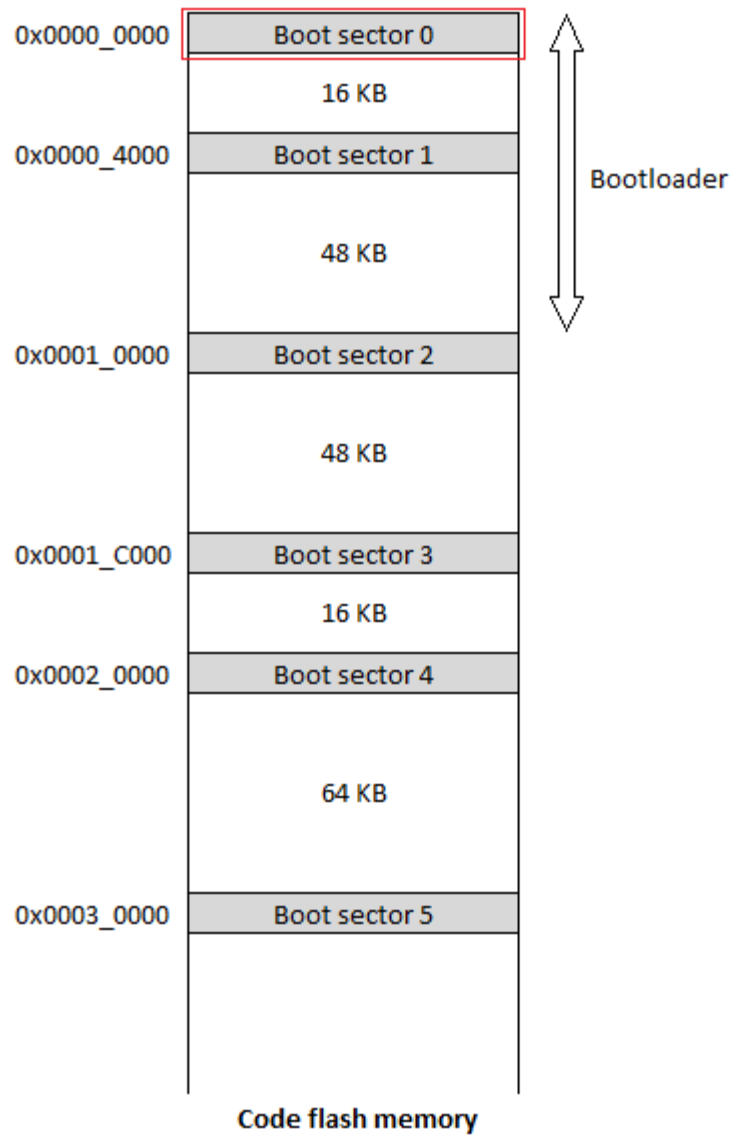 0x0000_0000 Boot sector 0
16 KB
0x0000_4000 Boot sector 1
Bootloader
48 KB
0x0001_0000 Boot sector 2
48 KB
0x0001_C000 Boot sector 3
16 KB
0x0002_0000 Boot sector 4
64 KB
0x0003_0000 Boot sector 5
Code flash memory